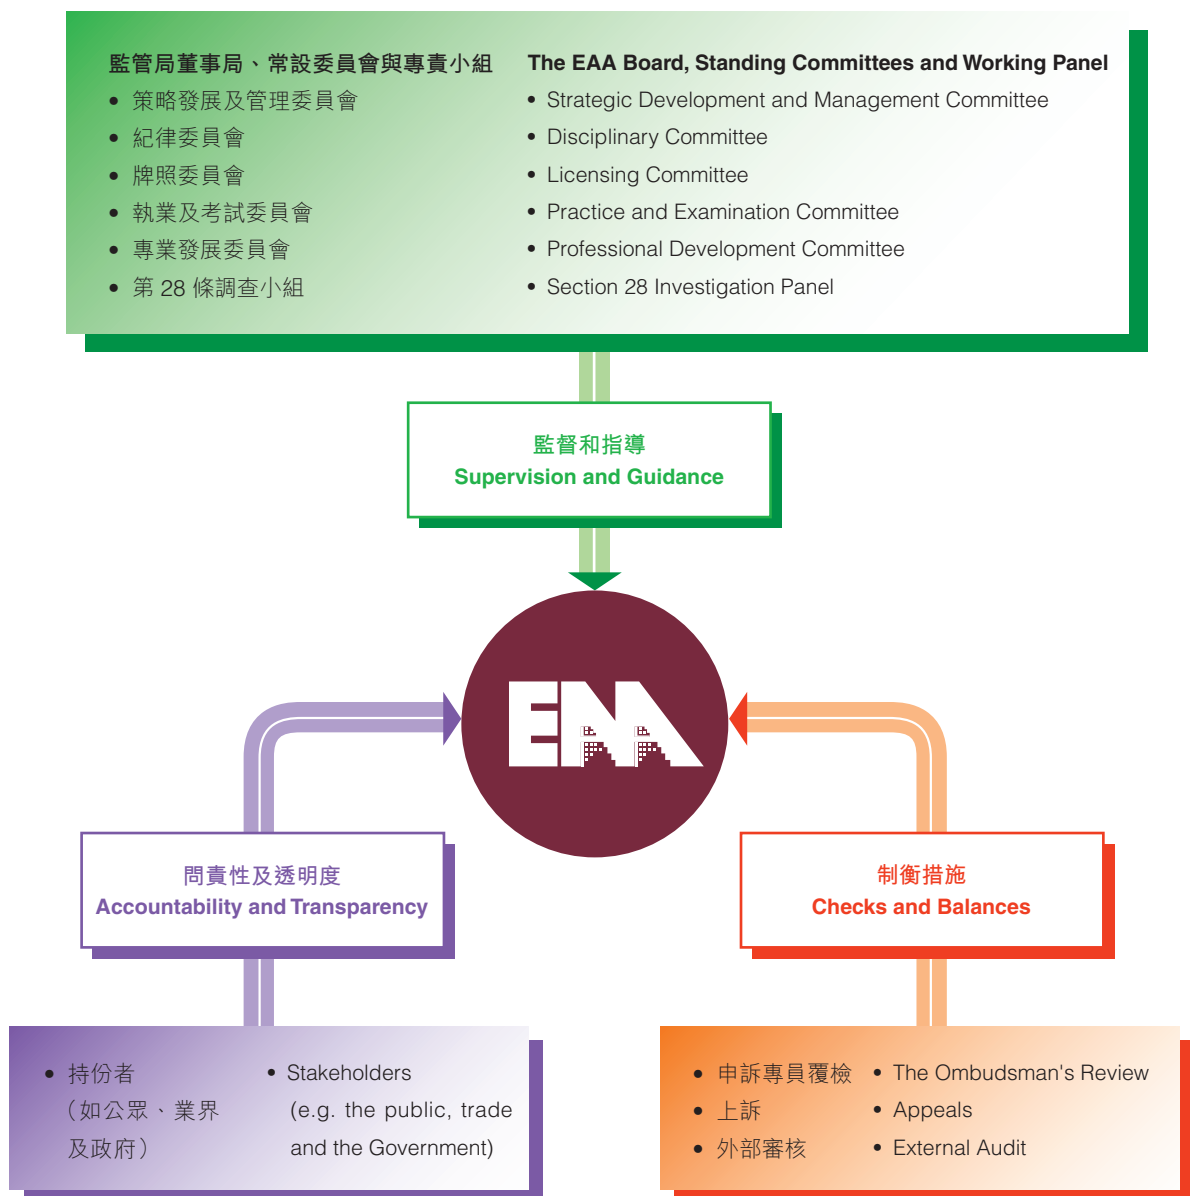 監管局董事局、常設委員會與專責小組
• 策略發展及管理委員會
• 紀律委員會
• 牌照委員會
• 執業及考試委員會
• 專業發展委員會
• 第 28 條調查小組
The EAA Board, Standing Committees and Working Panel
• Strategic Development and Management Committee
• Disciplinary Committee
• Licensing Committee
• Practice and Examination Committee
• Professional Development Committee
• Section 28 Investigation Panel
監督和指導
Supervision and Guidance
EAA
問責性及透明度
Accountability and Transparency
制衡措施
Checks and Balances
• 持份者
（如公眾、業界
及政府）
• Stakeholders
(e.g. the public, trade
and the Government)
• 申訴專員覆檢
• 上訴
• 外部審核
• The Ombudsman's Review
• Appeals
• External Audit